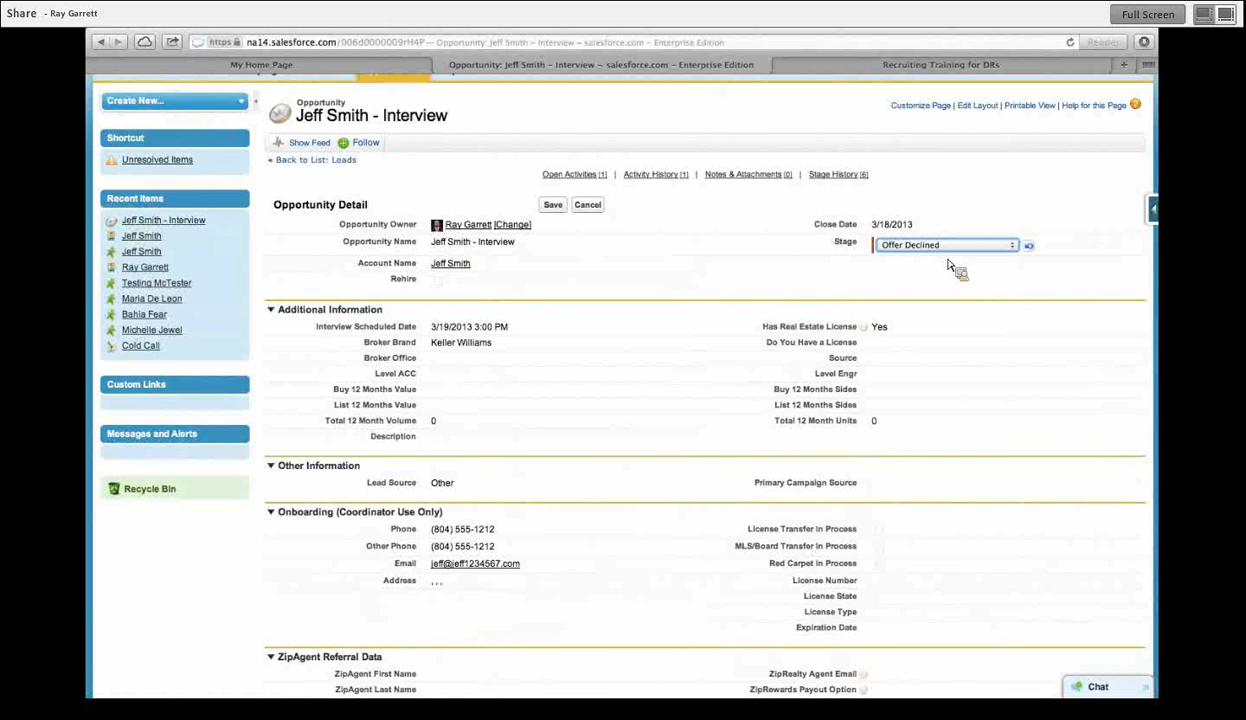 Share - Ray Garrett
Full Screen
https na14.salesforce.com/006d0000009rH4P — Opportunity: Jeff Smith – Interview ~ salesforce.com – Enterprise Edition
Reader
My Home Page
Opportunity: Jeff Smith – Interview ~ salesforce.com – Enterprise Edition
Recruiting Training for DRs
Create New...
Shortcut
Unresolved Items
Recent Items
Jeff Smith - Interview
Jeff Smith
Jeff Smith
Ray Garrett
Testing McTester
Maria De Leon
Bahia Fear
Michelle Jewel
Cold Call
Custom Links
Messages and Alerts
Recycle Bin
Opportunity
Jeff Smith - Interview
Customize Page | Edit Layout | Printable View | Help for this Page
Show Feed
Follow
« Back to List: Leads
Open Activities [1] | Activity History [1] | Notes & Attachments [0] | Stage History [6]
Opportunity Detail
Save
Cancel
Opportunity Owner Ray Garrett [Change]
Close Date 3/18/2013
Opportunity Name Jeff Smith - Interview
Stage Offer Declined
Account Name Jeff Smith
Rehire
Additional Information
Interview Scheduled Date 3/19/2013 3:00 PM
Has Real Estate License Yes
Broker Brand Keller Williams
Do You Have a License
Broker Office
Source
Level ACC
Level Engr
Buy 12 Months Value
Buy 12 Months Sides
List 12 Months Value
List 12 Months Sides
Total 12 Month Volume 0
Total 12 Month Units 0
Description
Other Information
Lead Source Other
Primary Campaign Source
Onboarding (Coordinator Use Only)
Phone (804) 555-1212
License Transfer in Process
Other Phone (804) 555-1212
MLS/Board Transfer in Process
Email jeff@jeff1234567.com
Red Carpet in Process
Address , , ,
License Number
License State
License Type
Expiration Date
ZipAgent Referral Data
ZipAgent First Name
ZipRealty Agent Email
ZipAgent Last Name
ZipRewards Payout Option
Chat